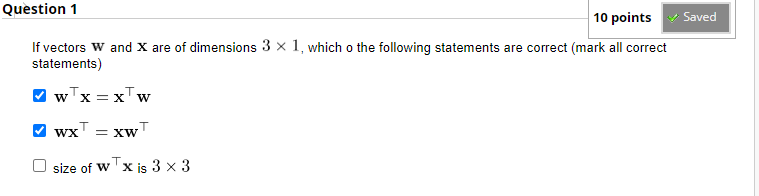 Question 1
10 points
Saved
If vectors w and x are of dimensions 3 × 1, which o the following statements are correct (mark all correct
statements)
w⊤x = x⊤w
wx⊤ = xw⊤
size of w⊤x is 3 × 3